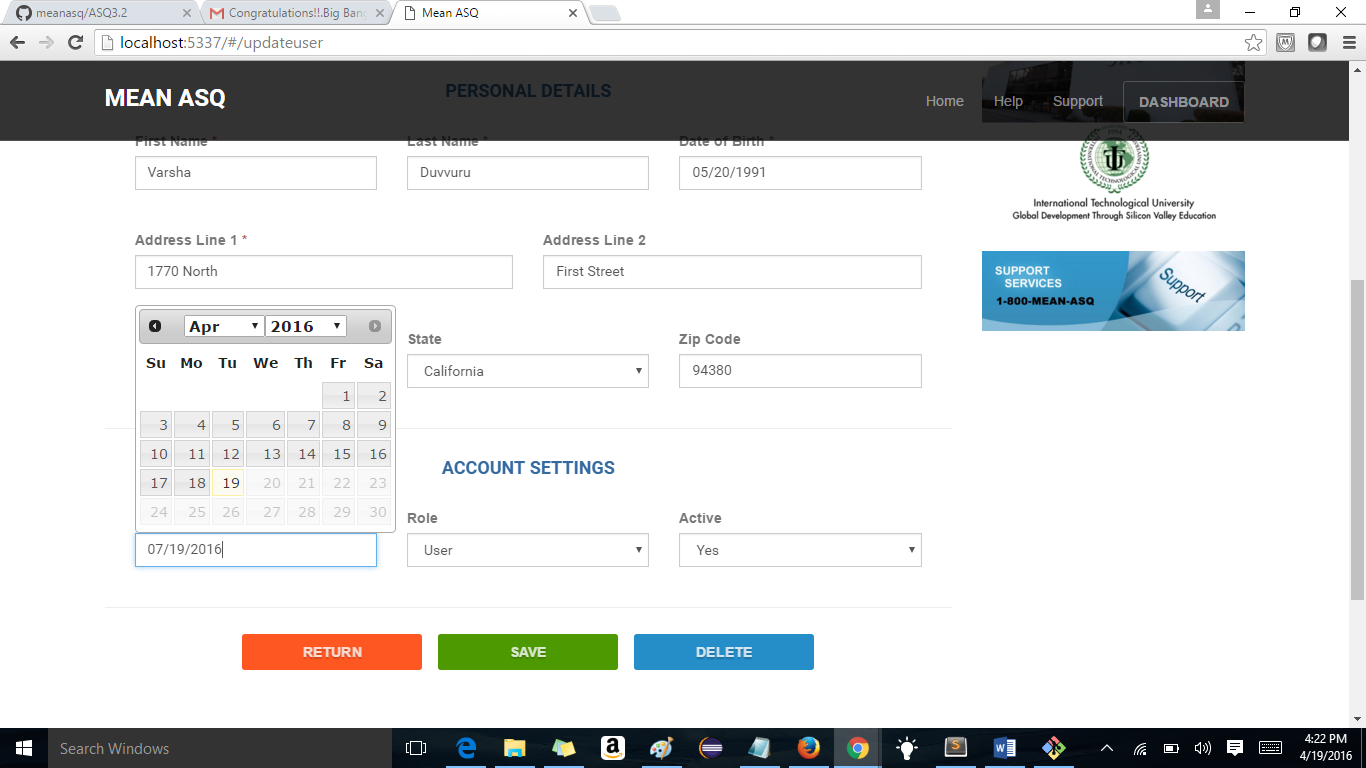 meanasq/ASQ3.2
Congratulations!!.Big Bang
Mean ASQ
localhost:5337/#/updateuser
MEAN ASQ
PERSONAL DETAILS
Home
Help
Support
DASHBOARD
First Name *
Last Name *
Date of Birth *
Varsha
Duvvuru
05/20/1991
1994
International Technological University
Global Development Through Silicon Valley Education
Address Line 1 *
Address Line 2
1770 North
First Street
SUPPORT
SERVICES
1-800-MEAN-ASQ
Support
Apr 2016
Su Mo Tu We Th Fr Sa
1 2
3 4 5 6 7 8 9
10 11 12 13 14 15 16
17 18 19 20 21 22 23
24 25 26 27 28 29 30
State
Zip Code
California
94380
ACCOUNT SETTINGS
Role
Active
07/19/2016
User
Yes
RETURN
SAVE
DELETE
Search Windows
4:22 PM
4/19/2016